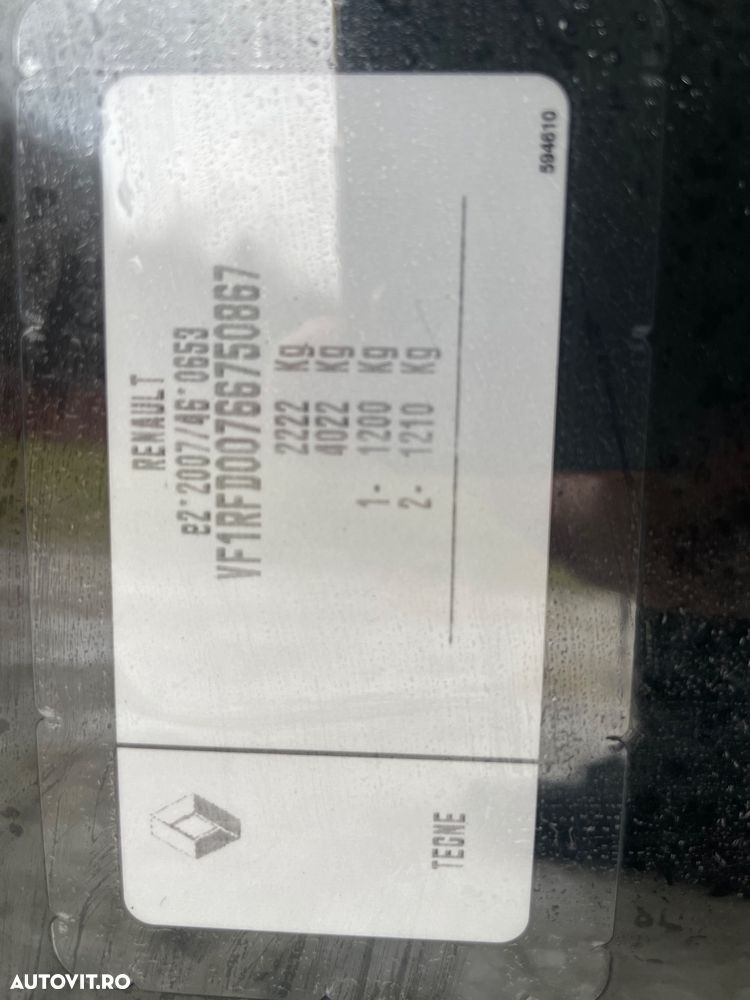 RENAULT
e2*2007/46*0653
VF1RFD00766750867
2222 Kg
4022 Kg
1- 1200 Kg
2- 1210 Kg
594610
TEGNE
AUTOVIT.RO